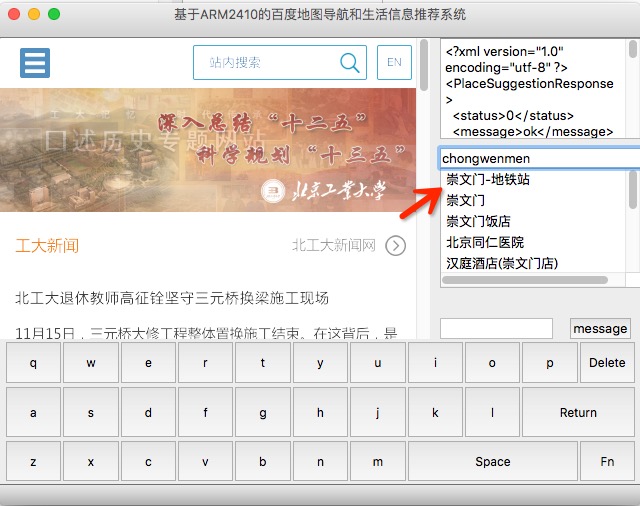 基于ARM2410的百度地图导航和生活信息推荐系统
站内搜索
EN
深入总结“十二五”
口述历史专题网站
科学规划“十三五”
北京工业大学
工大新闻
北工大新闻网
北工大退休教师高征铨坚守三元桥换梁施工现场
11月15日，三元桥大修工程整体置换施工结束。在这背后，是
<?xml version="1.0"
encoding="utf-8" ?>
<PlaceSuggestionResponse
>
<status>0</status>
<message>ok</message>
chongwenmen
崇文门-地铁站
崇文门
崇文门饭店
北京同仁医院
汉庭酒店(崇文门店)
message
q w e r t y u i o p Delete
a s d f g h j k l Return
z x c v b n m Space Fn